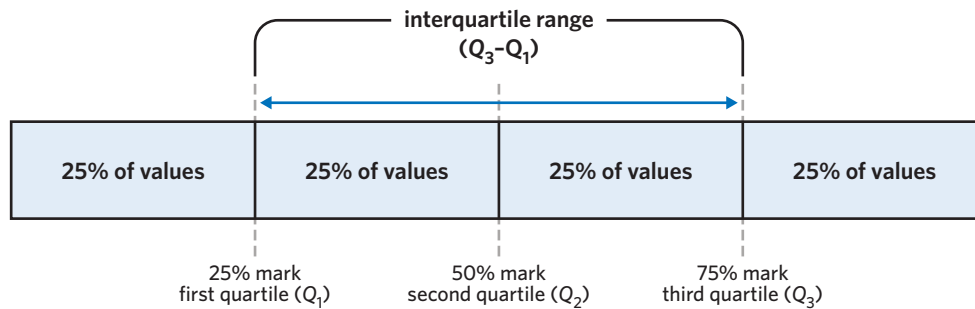 interquartile range
(Q3–Q1)
25% of values 25% of values 25% of values 25% of values
25% mark 50% mark 75% mark
first quartile (Q1) second quartile (Q2) third quartile (Q3)